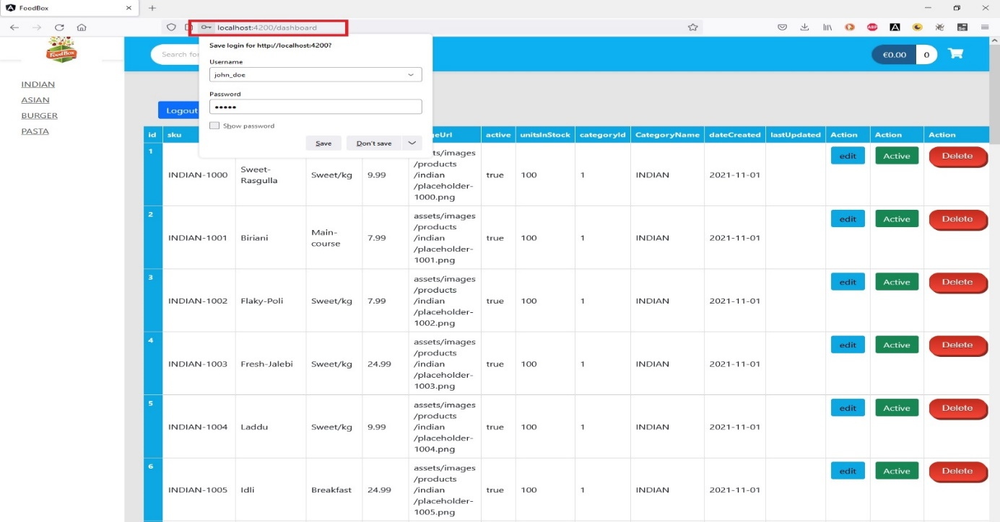 FoodBox
localhost:4200/dashboard
ABP
Se
FoodBox
Search for
€0.00 0
Save login for http://localhost:4200?
Username
john_doe
Password
•••••
Show password
Save Don't save
INDIAN
ASIAN
BURGER
PASTA
Logout
id sku geUrl active unitsInStock categoryId CategoryName dateCreated lastUpdated Action Action Action
1 INDIAN-1000 Sweet-Rasgulla Sweet/kg 9.99 ts/images/products/indian/placeholder-1000.png true 100 1 INDIAN 2021-11-01 edit Active Delete
2 INDIAN-1001 Biriani Main-course 7.99 assets/images/products/indian/placeholder-1001.png true 100 1 INDIAN 2021-11-01 edit Active Delete
3 INDIAN-1002 Flaky-Poli Sweet/kg 7.99 assets/images/products/indian/placeholder-1002.png true 100 1 INDIAN 2021-11-01 edit Active Delete
4 INDIAN-1003 Fresh-Jalebi Sweet/kg 24.99 assets/images/products/indian/placeholder-1003.png true 100 1 INDIAN 2021-11-01 edit Active Delete
5 INDIAN-1004 Laddu Sweet/kg 9.99 assets/images/products/indian/placeholder-1004.png true 100 1 INDIAN 2021-11-01 edit Active Delete
6 INDIAN-1005 Idli Breakfast 24.99 assets/images/products/indian/placeholder-1005.png true 100 1 INDIAN 2021-11-01 edit Active Delete